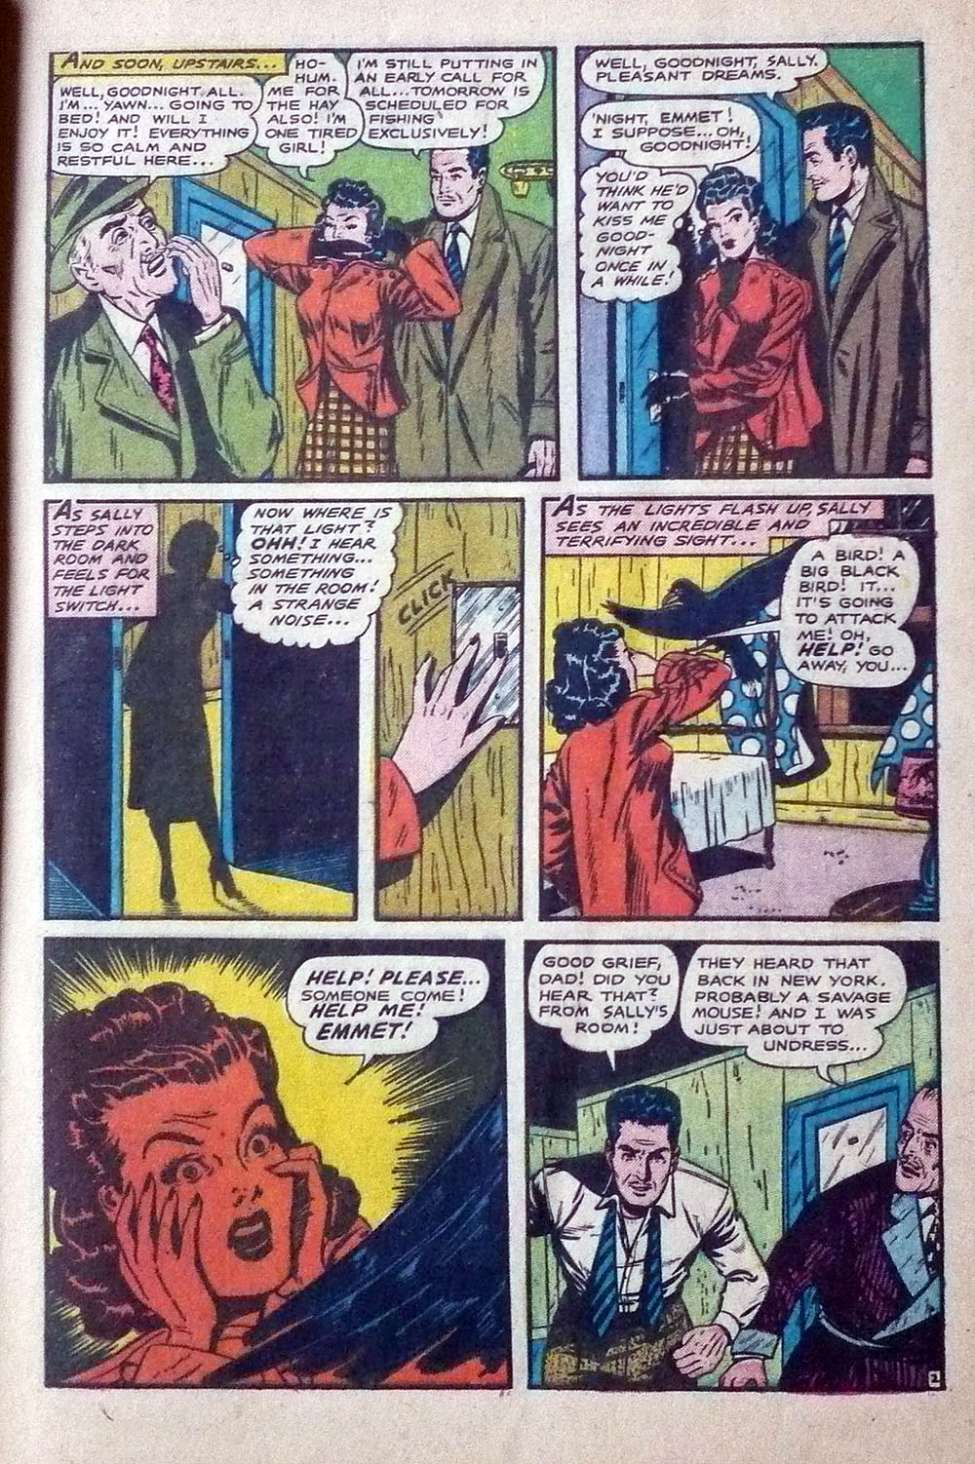 AND SOON, UPSTAIRS...
WELL, GOODNIGHT, ALL.
I'M... YAWN... GOING TO
BED! AND WILL I
ENJOY IT! EVERYTHING
IS SO CALM AND
RESTFUL HERE...
HO-
HUM.
ME FOR
THE HAY
ALSO! I'M
ONE TIRED
GIRL!
I'M STILL PUTTING IN
AN EARLY CALL FOR
ALL... TOMORROW IS
SCHEDULED FOR
FISHING
EXCLUSIVELY!
WELL, GOODNIGHT, SALLY.
PLEASANT DREAMS.
'NIGHT, EMMET!
I SUPPOSE... OH,
GOODNIGHT!
YOU'D
THINK HE'D
WANT TO
KISS ME
GOOD-
NIGHT
ONCE IN
A WHILE!
AS SALLY
STEPS INTO
THE DARK
ROOM AND
FEELS FOR
THE LIGHT
SWITCH...
NOW WHERE IS
THAT LIGHT?
OHH! I HEAR
SOMETHING...
SOMETHING
IN THE ROOM!
A STRANGE
NOISE...
CLICK
AS THE LIGHTS FLASH UP, SALLY
SEES AN INCREDIBLE AND
TERRIFYING SIGHT...
A BIRD! A
BIG BLACK
BIRD! IT...
IT'S GOING
TO ATTACK
ME! OH,
HELP! GO
AWAY, YOU...
HELP! PLEASE...
SOMEONE COME!
HELP ME!
EMMET!
GOOD GRIEF,
DAD! DID YOU
HEAR THAT?
FROM SALLY'S
ROOM!
THEY HEARD THAT
BACK IN NEW YORK.
PROBABLY A SAVAGE
MOUSE! AND I WAS
JUST ABOUT TO
UNDRESS...
2